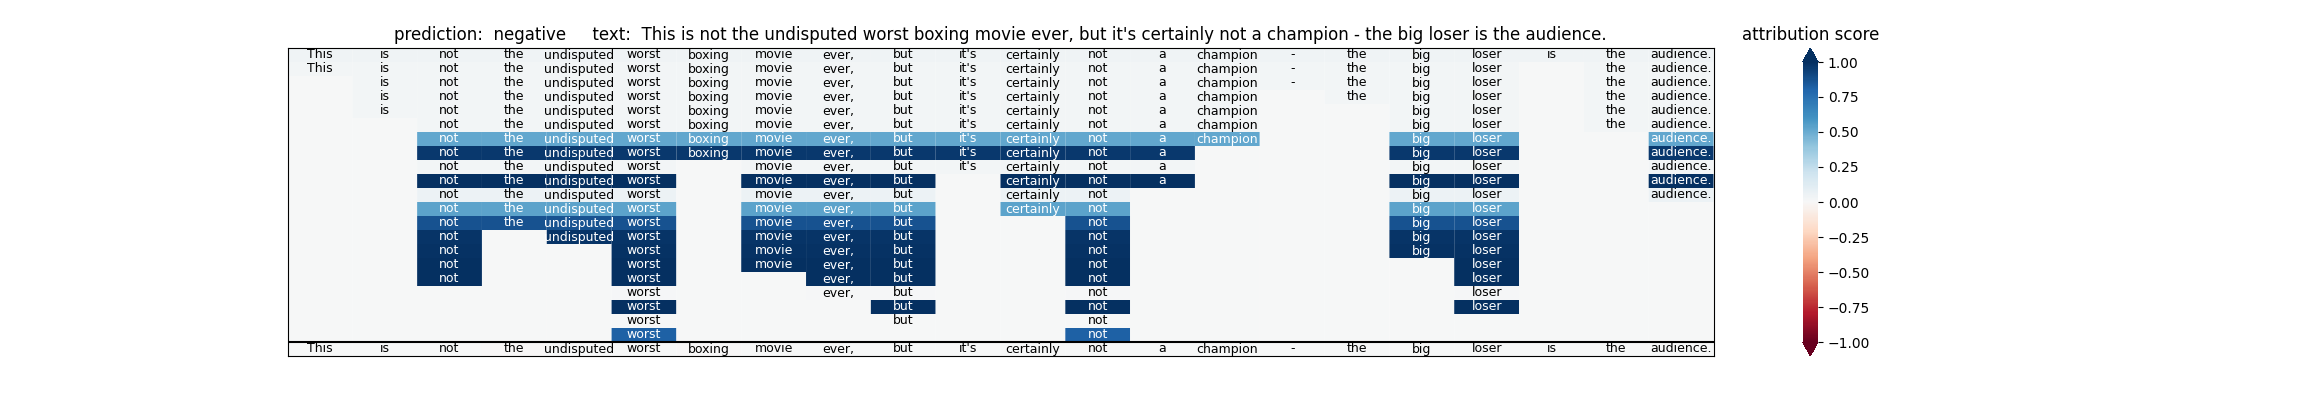 prediction: negative text: This is not the undisputed worst boxing movie ever, but it's certainly not a champion - the big loser is the audience.
attribution score
This is not the undisputed worst boxing movie ever, but it's certainly not a champion - the big loser is the audience.
This is not the undisputed worst boxing movie ever, but it's certainly not a champion - the big loser the audience.
is not the undisputed worst boxing movie ever, but it's certainly not a champion - the big loser the audience.
is not the undisputed worst boxing movie ever, but it's certainly not a champion the big loser the audience.
is not the undisputed worst boxing movie ever, but it's certainly not a champion big loser the audience.
not the undisputed worst boxing movie ever, but it's certainly not a champion big loser the audience.
not the undisputed worst boxing movie ever, but it's certainly not a champion big loser audience.
not the undisputed worst boxing movie ever, but it's certainly not a big loser audience.
not the undisputed worst movie ever, but it's certainly not a big loser audience.
not the undisputed worst movie ever, but certainly not a big loser audience.
not the undisputed worst movie ever, but certainly not big loser audience.
not the undisputed worst movie ever, but certainly not big loser
not the undisputed worst movie ever, but not big loser
not undisputed worst movie ever, but not big loser
not worst movie ever, but not big loser
not worst movie ever, but not loser
not worst ever, but not loser
worst ever, but not loser
worst but not loser
worst but not
worst not
This is not the undisputed worst boxing movie ever, but it's certainly not a champion - the big loser is the audience.
1.00
0.75
0.50
0.25
0.00
−0.25
−0.50
−0.75
−1.00